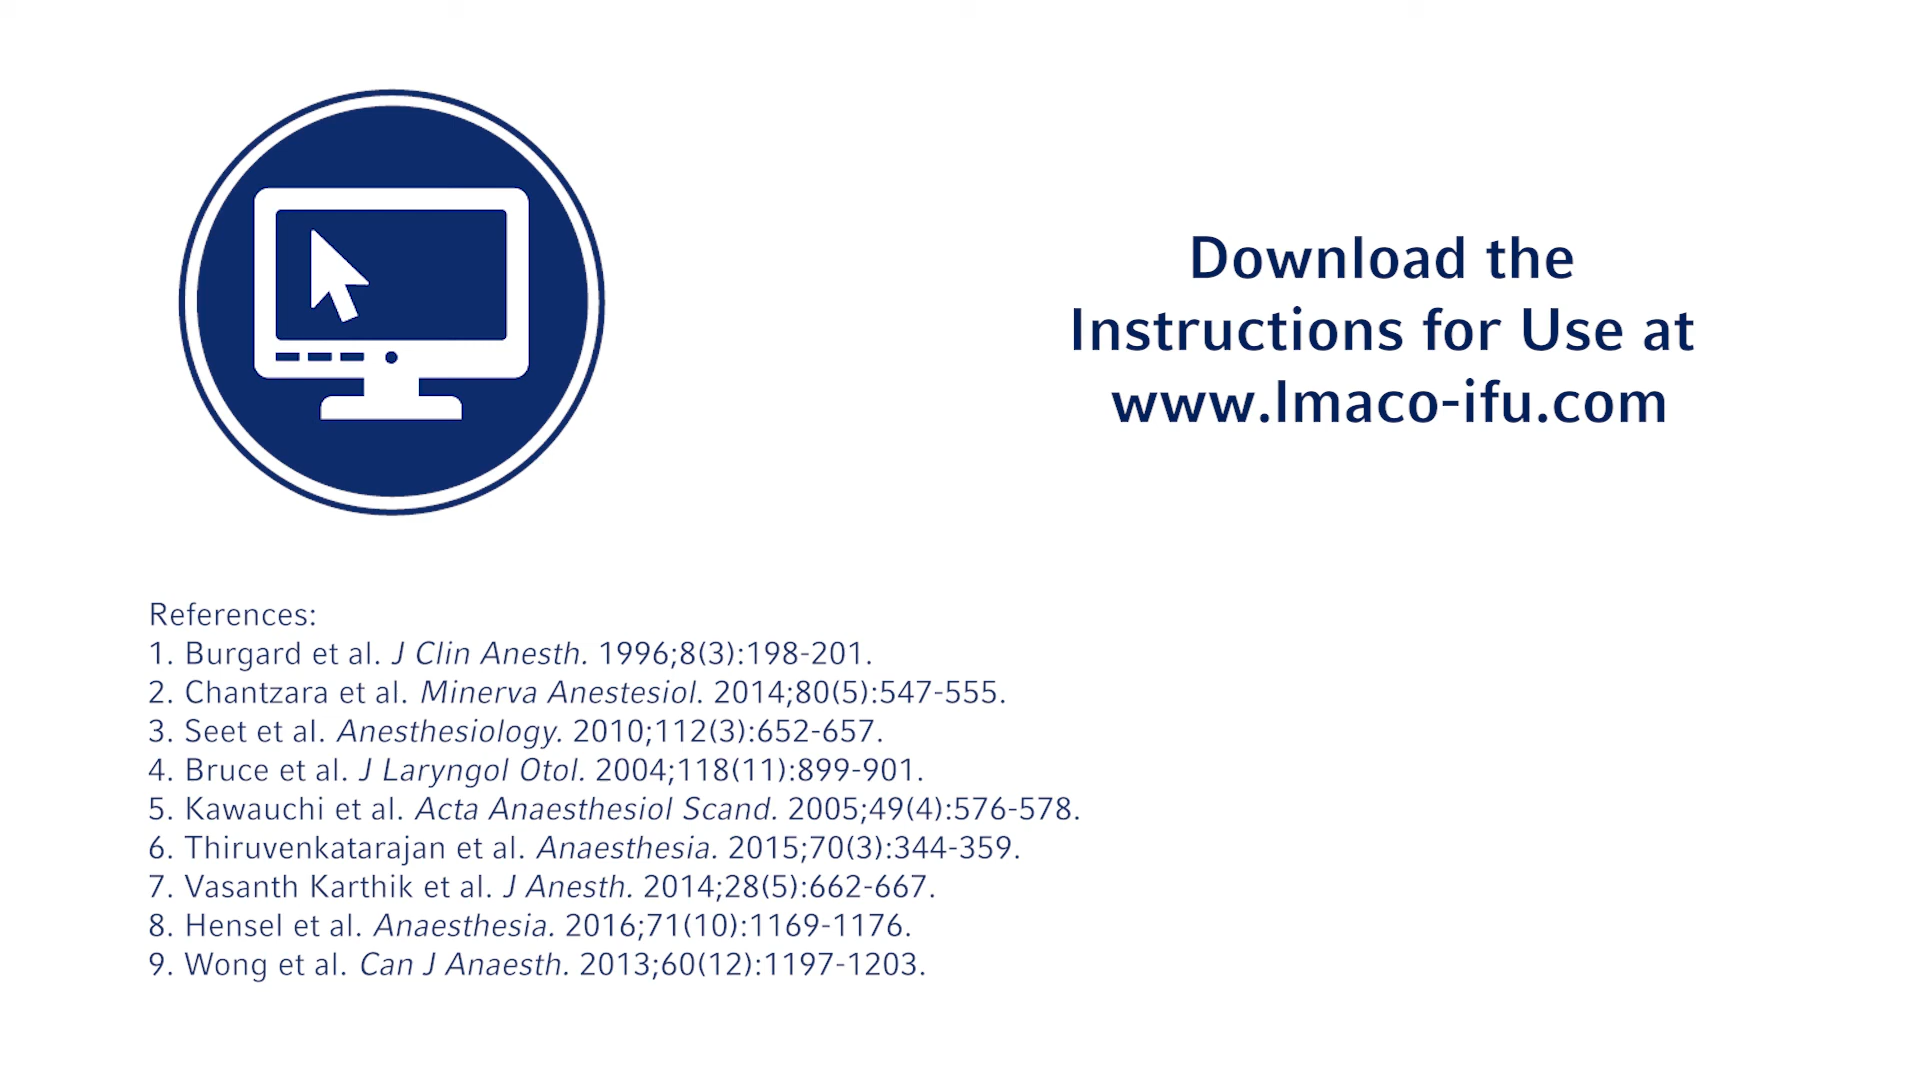 Download the
Instructions for Use at
www.lmaco-ifu.com
References:
1. Burgard et al. J Clin Anesth. 1996;8(3):198-201.
2. Chantzara et al. Minerva Anestesiol. 2014;80(5):547-555.
3. Seet et al. Anesthesiology. 2010;112(3):652-657.
4. Bruce et al. J Laryngol Otol. 2004;118(11):899-901.
5. Kawauchi et al. Acta Anaesthesiol Scand. 2005;49(4):576-578.
6. Thiruvenkatarajan et al. Anaesthesia. 2015;70(3):344-359.
7. Vasanth Karthik et al. J Anesth. 2014;28(5):662-667.
8. Hensel et al. Anaesthesia. 2016;71(10):1169-1176.
9. Wong et al. Can J Anaesth. 2013;60(12):1197-1203.